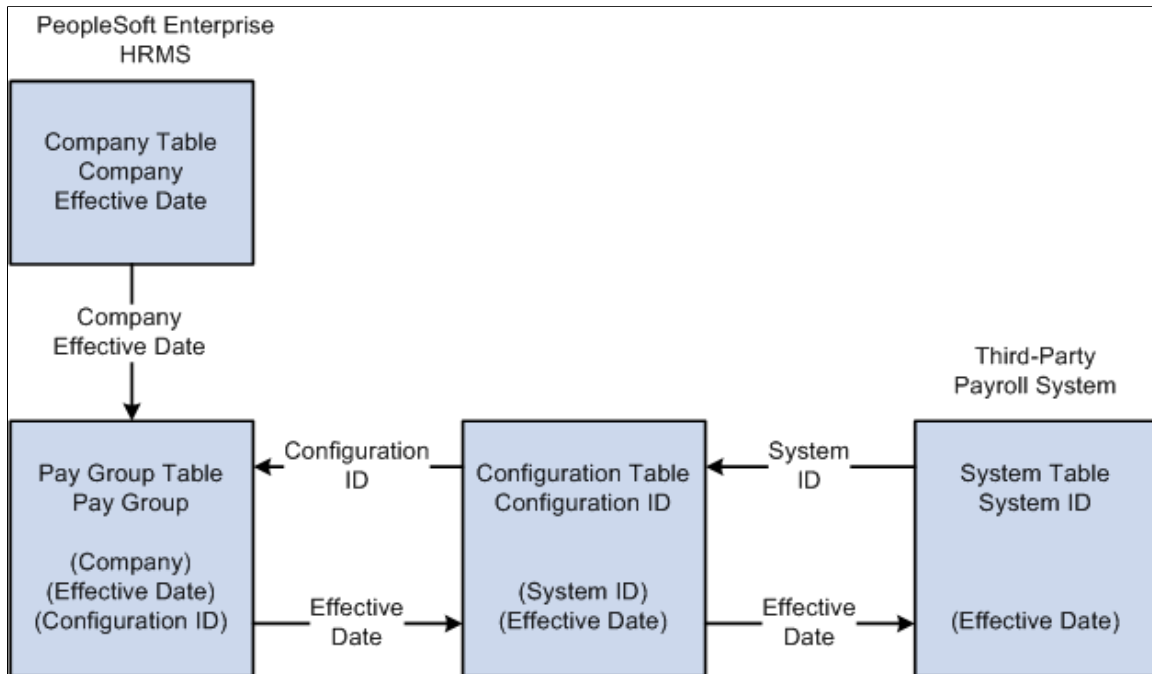 PeopleSoft Enterprise
HRMS
Company Table
Company
Effective Date
Company
Effective Date
Third-Party
Payroll System
Pay Group Table
Pay Group
(Company)
(Effective Date)
(Configuration ID)
Configuration
ID
Effective
Date
Configuration Table
Configuration ID
(System ID)
(Effective Date)
System
ID
Effective
Date
System Table
System ID
(Effective Date)